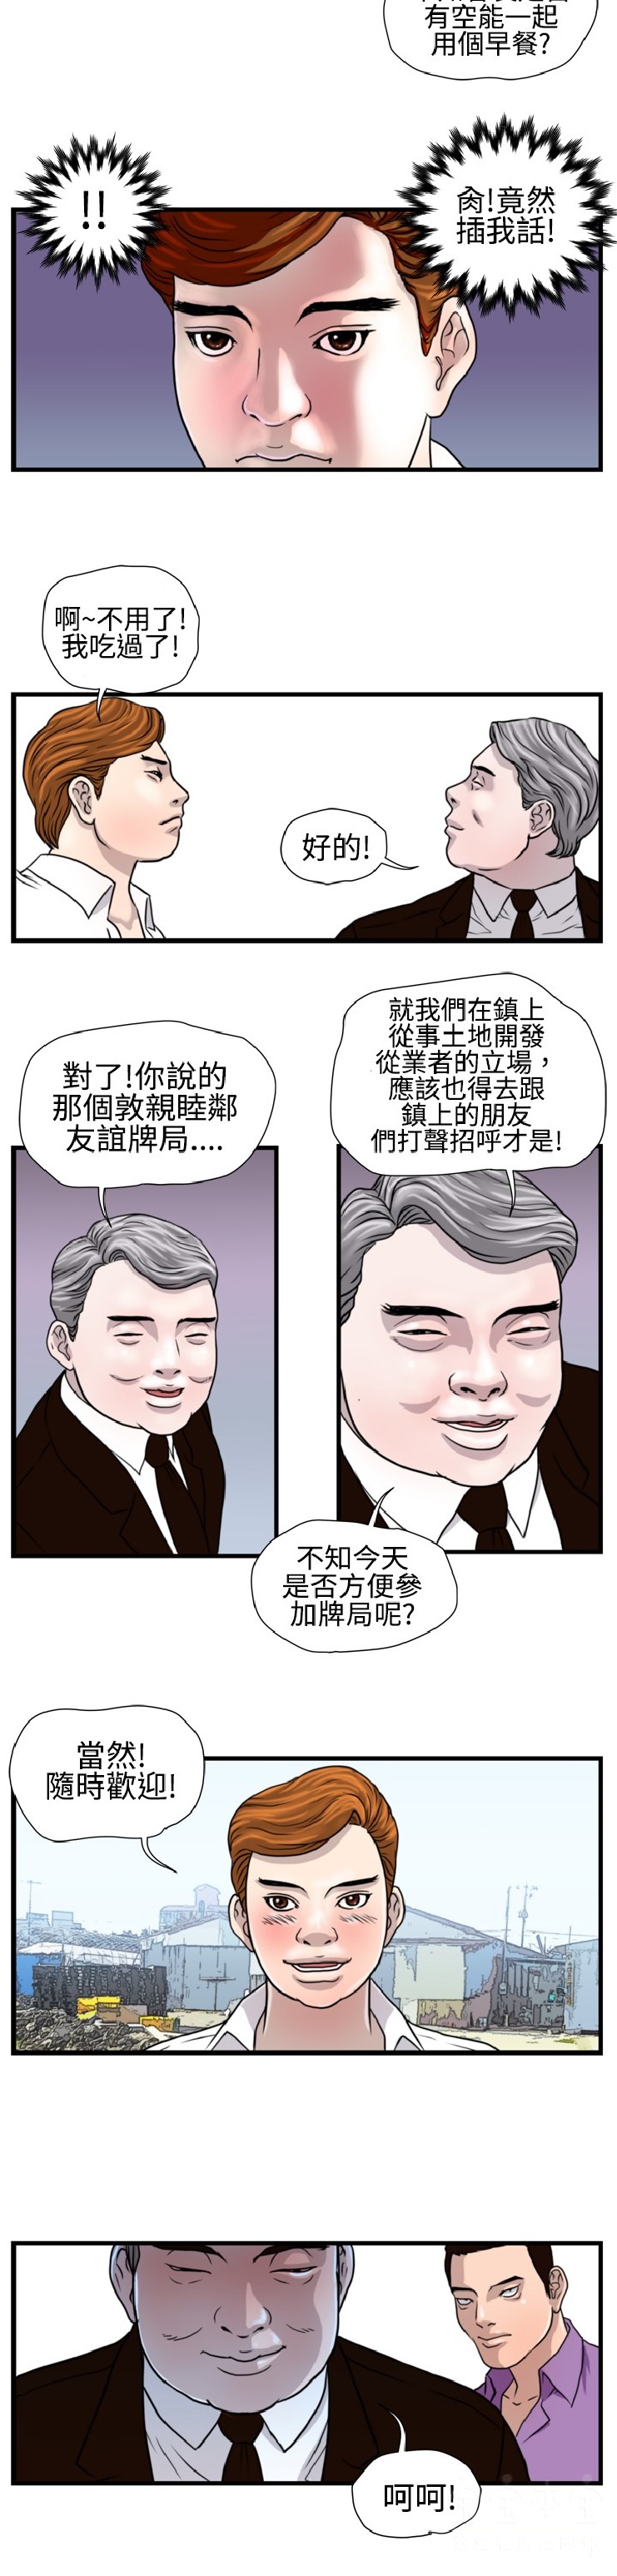 有空能一起
用個早餐?
!!
肏!竟然
插我話!
啊~不用了!
我吃過了!
好的!
對了!你說的
那個敦親睦鄰
友誼牌局....
就我們在鎮上
從事土地開發
從業者的立場，
應該也得去跟
鎮上的朋友
們打聲招呼才是!
不知今天
是否方便參
加牌局呢?
當然!
隨時歡迎!
呵呵!